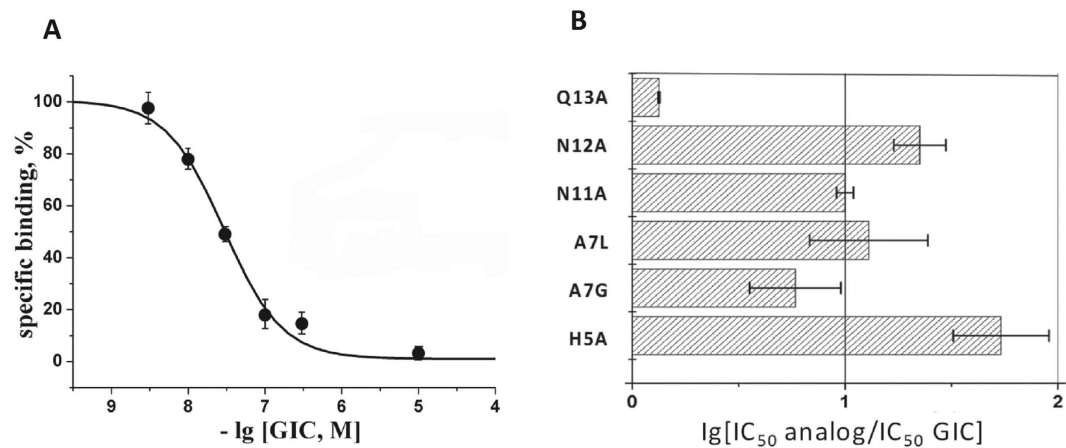 A
100
80
60
40
20
0
specific binding, %
9 8 7 6 5 4
- lg [GIC, M]
B
Q13A
N12A
N11A
A7L
A7G
H5A
0 1 2
lg[IC₅₀ analog/IC₅₀ GIC]